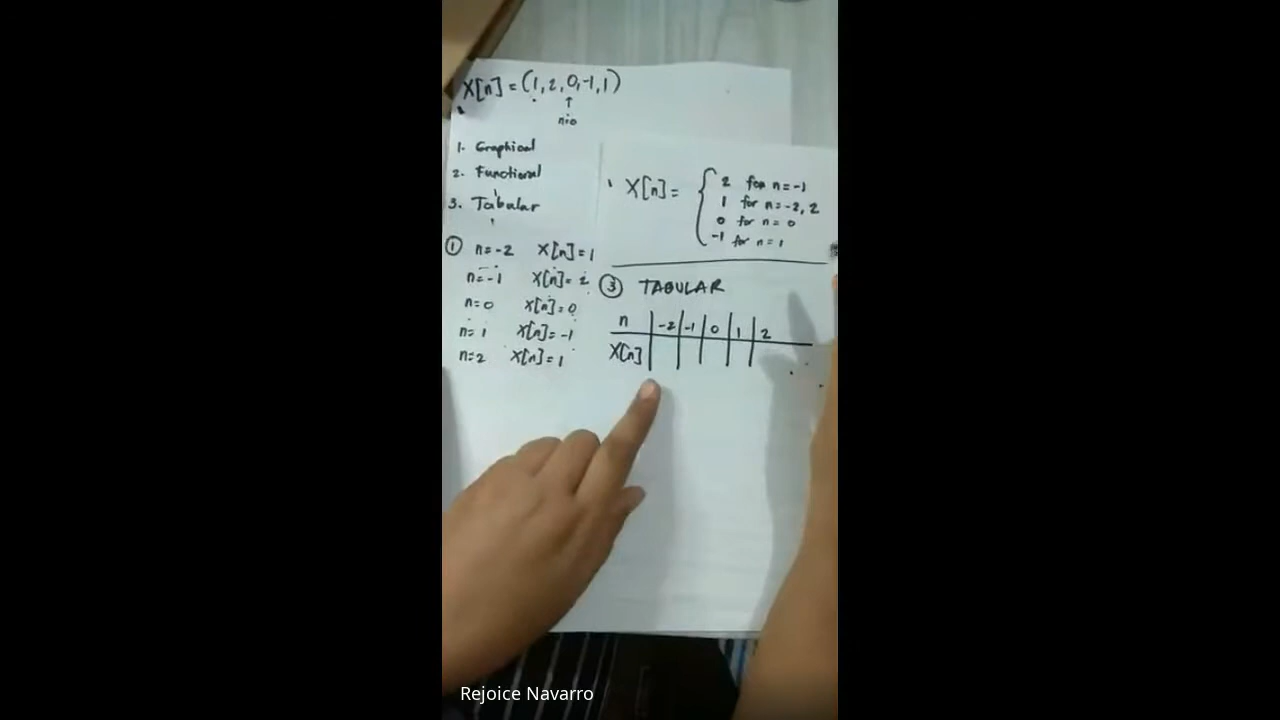 X[n] = (1, 2, 0, -1, 1)
↑
n=0
1. Graphical
2. Functional
3. Tabular
① n=-2 X[n]=1
n=-1 X[n]=2
n=0 X[n]=0
n=1 X[n]=-1
n=2 X[n]=1
X[n] = { 2 for n=-1
1 for n=-2, 2
0 for n=0
-1 for n=1
③ TABULAR
n | -2 | -1 | 0 | 1 | 2
X[n]
Rejoice Navarro